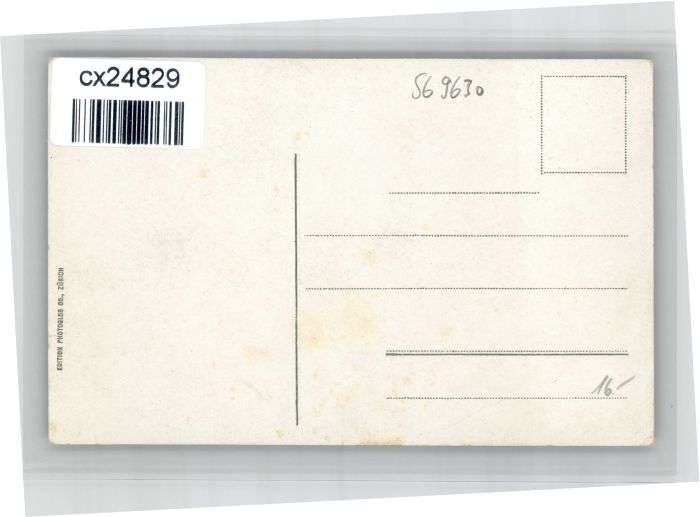 cx24829
S6 9630
EDITION PHOTOGLOB CO., ZÜRICH
16.-